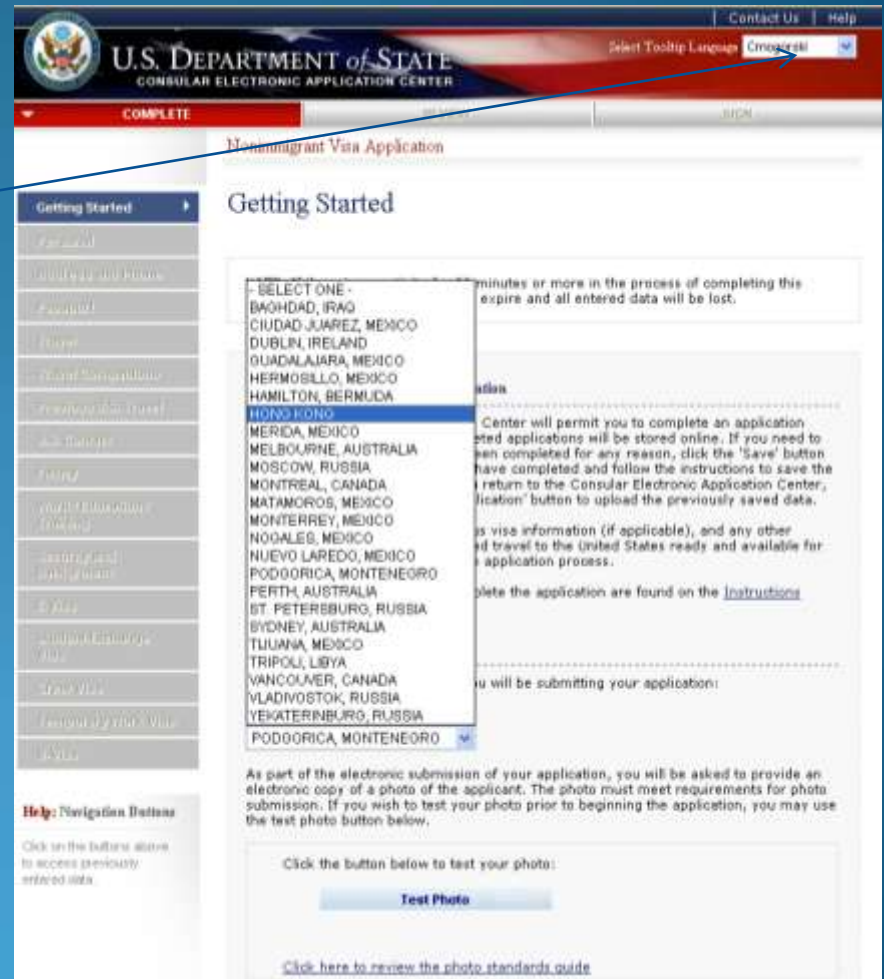 Contact Us | Help
U.S. DEPARTMENT of STATE
CONSULAR ELECTRONIC APPLICATION CENTER
Select Tooltip Language Crnogorski
COMPLETE
SIGN
Nonimmigrant Visa Application
Getting Started
Getting Started
minutes or more in the process of completing this
expire and all entered data will be lost.
- SELECT ONE -
BAGHDAD, IRAQ
CIUDAD JUAREZ, MEXICO
DUBLIN, IRELAND
GUADALAJARA, MEXICO
HERMOSILLO, MEXICO
HAMILTON, BERMUDA
HONG KONG
MERIDA, MEXICO
MELBOURNE, AUSTRALIA
MOSCOW, RUSSIA
MONTREAL, CANADA
MATAMOROS, MEXICO
MONTERREY, MEXICO
NOGALES, MEXICO
NUEVO LAREDO, MEXICO
PODGORICA, MONTENEGRO
PERTH, AUSTRALIA
ST. PETERSBURG, RUSSIA
SYDNEY, AUSTRALIA
TIJUANA, MEXICO
TRIPOLI, LIBYA
VANCOUVER, CANADA
VLADIVOSTOK, RUSSIA
YEKATERINBURG, RUSSIA
PODGORICA, MONTENEGRO
Center will permit you to complete an application
eted applications will be stored online. If you need to
een completed for any reason, click the 'Save' button
have completed and follow the instructions to save the
return to the Consular Electronic Application Center,
lication' button to upload the previously saved data.
s visa information (if applicable), and any other
ed travel to the United States ready and available for
application process.
plete the application are found on the Instructions
u will be submitting your application:
As part of the electronic submission of your application, you will be asked to provide an
electronic copy of a photo of the applicant. The photo must meet requirements for photo
submission. If you wish to test your photo prior to beginning the application, you may use
the test photo button below.
Click the button below to test your photo:
Test Photo
Click here to review the photo standards guide
Help: Navigation Buttons
Click on the buttons above
to access previously
entered data.